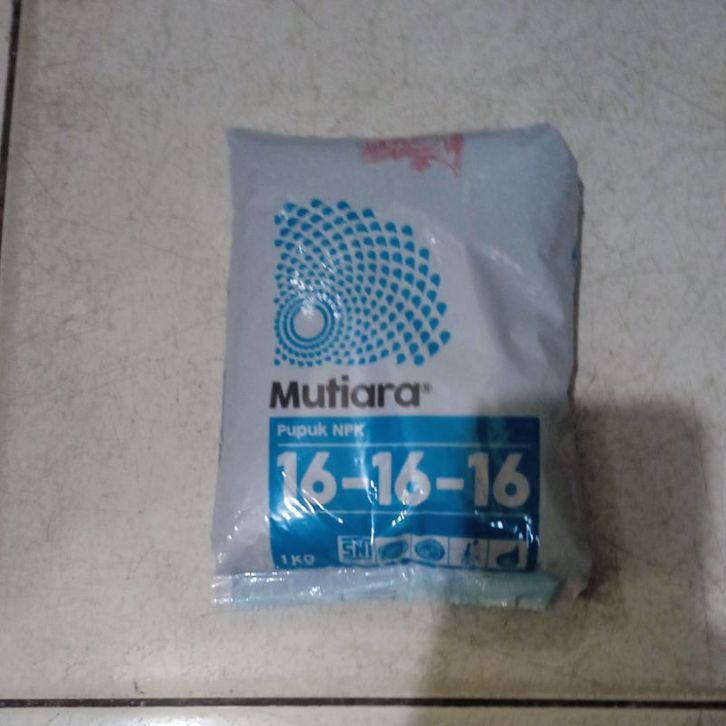 Mutiara®
Pupuk NPK
16-16-16
1 KG
SNI